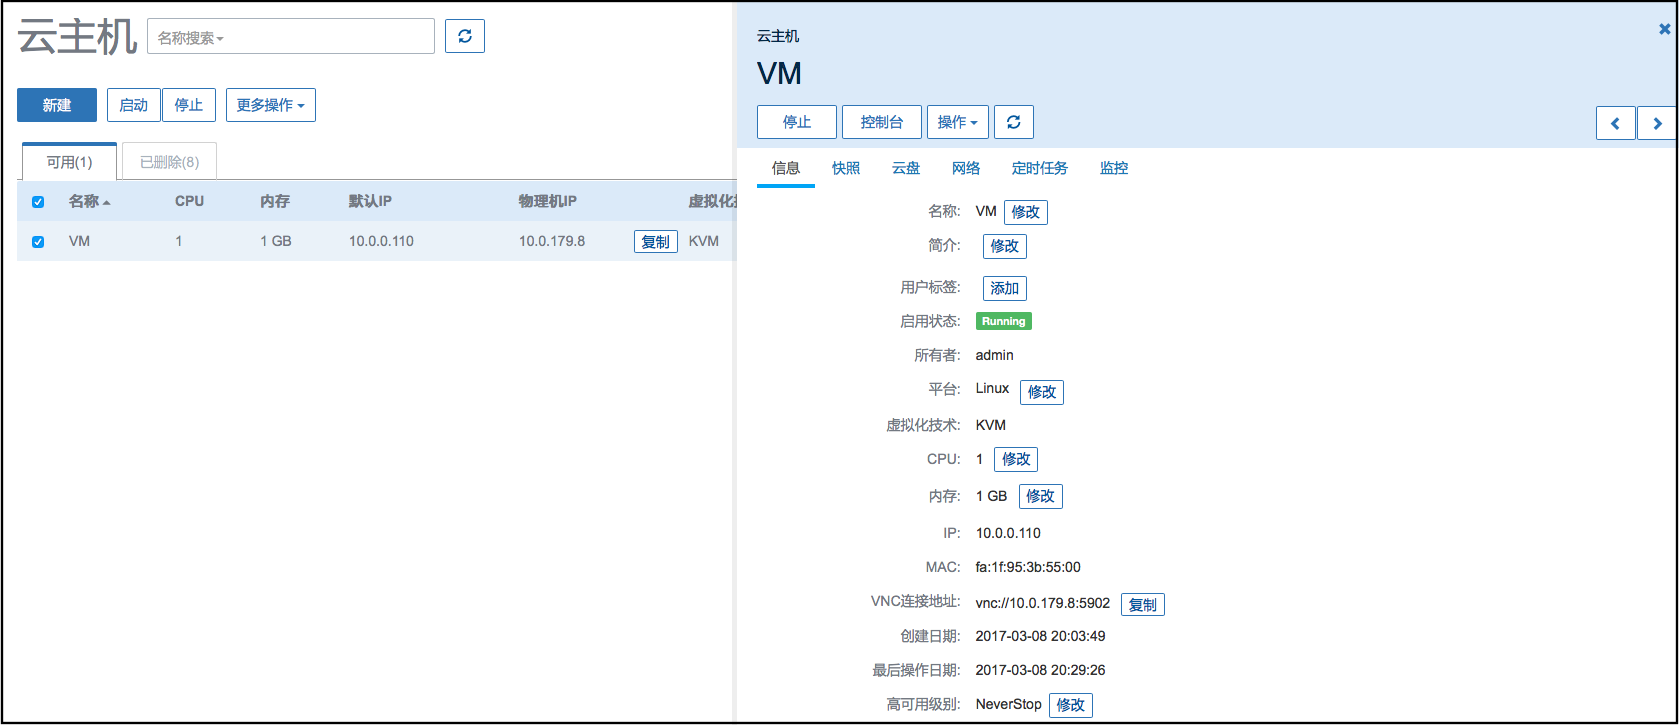 云主机
名称搜索
新建 启动 停止 更多操作
可用(1) 已删除(8)
名称 CPU 内存 默认IP 物理机IP
VM 1 1 GB 10.0.0.110 10.0.179.8 复制 KVM
云主机
VM
停止 控制台 操作
信息 快照 云盘 网络 定时任务 监控
名称: VM 修改
简介: 修改
用户标签: 添加
启用状态: Running
所有者: admin
平台: Linux 修改
虚拟化技术: KVM
CPU: 1 修改
内存: 1 GB 修改
IP: 10.0.0.110
MAC: fa:1f:95:3b:55:00
VNC连接地址: vnc://10.0.179.8:5902 复制
创建日期: 2017-03-08 20:03:49
最后操作日期: 2017-03-08 20:29:26
高可用级别: NeverStop 修改